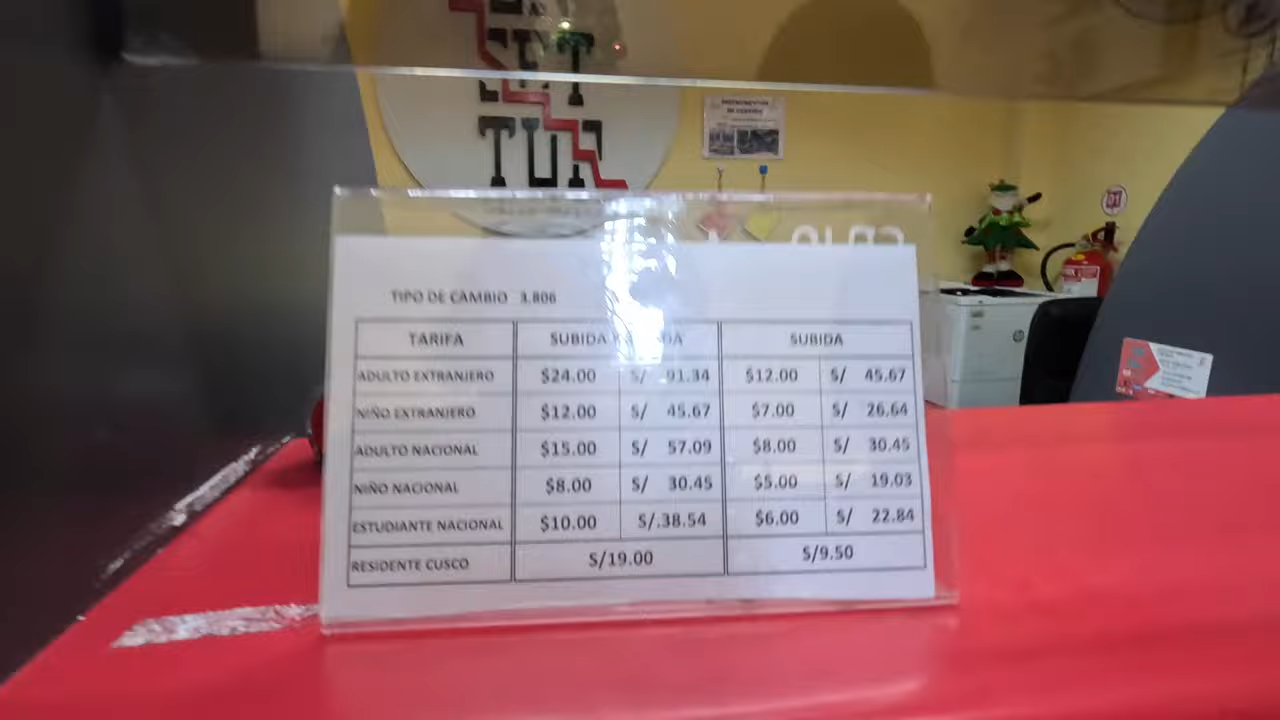 TUR
TIPO DE CAMBIO 3.806
TARIFA SUBIDA SUBIDA
ADULTO EXTRANJERO $24.00 S/ 91.34 $12.00 S/ 45.67
NIÑO EXTRANJERO $12.00 S/ 45.67 $7.00 S/ 26.64
ADULTO NACIONAL $15.00 S/ 57.09 $8.00 S/ 30.45
NIÑO NACIONAL $8.00 S/ 30.45 $5.00 S/ 19.03
ESTUDIANTE NACIONAL $10.00 S/.38.54 $6.00 S/ 22.84
RESIDENTE CUSCO S/19.00 S/9.50